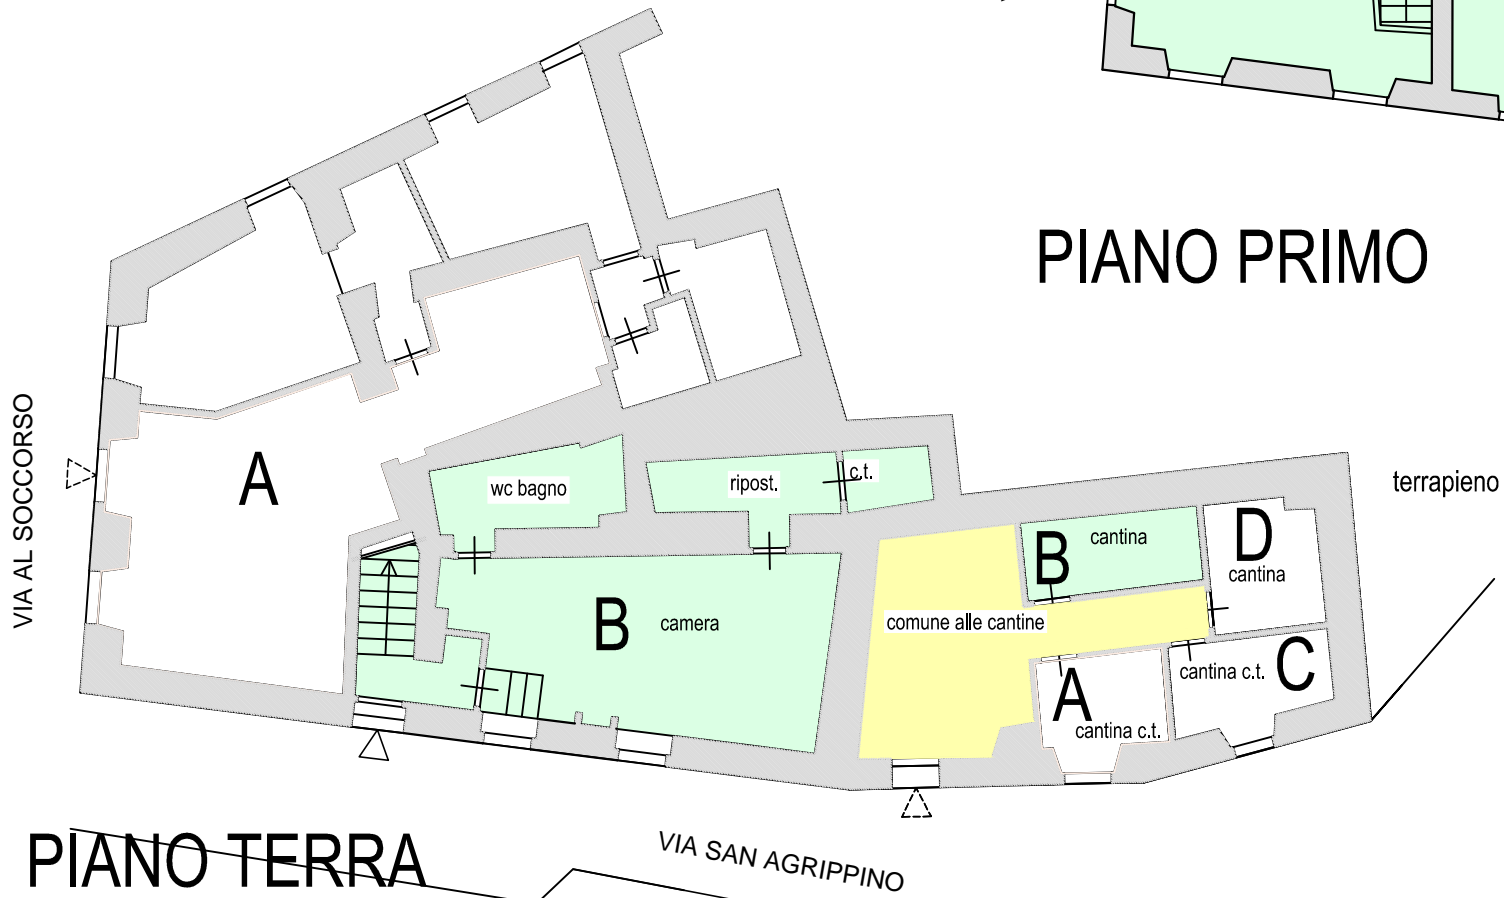 PIANO PRIMO
VIA AL SOCCORSO
A
wc bagno
ripost.
c.t.
terrapieno
B
cantina
D
cantina
comune alle cantine
B
camera
cantina c.t.
C
A
cantina c.t.
PIANO TERRA
VIA SAN AGRIPPINO